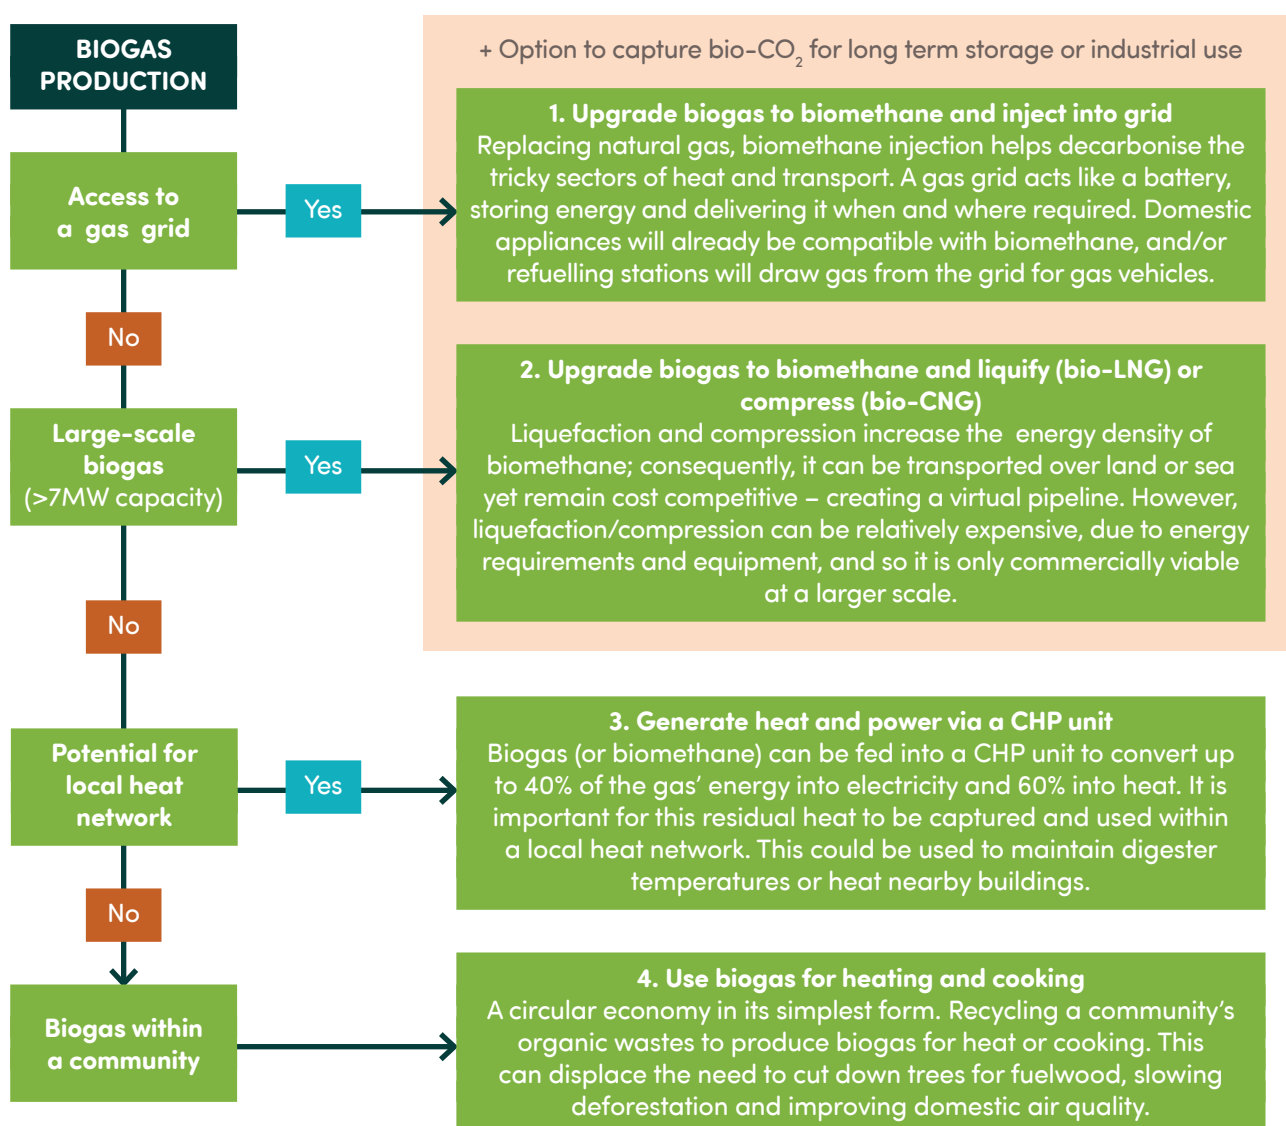 BIOGAS
PRODUCTION
+ Option to capture bio-CO₂ for long term storage or industrial use
Access to
a gas grid
Yes
1. Upgrade biogas to biomethane and inject into grid
Replacing natural gas, biomethane injection helps decarbonise the
tricky sectors of heat and transport. A gas grid acts like a battery,
storing energy and delivering it when and where required. Domestic
appliances will already be compatible with biomethane, and/or
refuelling stations will draw gas from the grid for gas vehicles.
No
Large-scale
biogas
(>7MW capacity)
Yes
2. Upgrade biogas to biomethane and liquify (bio-LNG) or
compress (bio-CNG)
Liquefaction and compression increase the energy density of
biomethane; consequently, it can be transported over land or sea
yet remain cost competitive – creating a virtual pipeline. However,
liquefaction/compression can be relatively expensive, due to energy
requirements and equipment, and so it is only commercially viable
at a larger scale.
No
Potential for
local heat
network
Yes
3. Generate heat and power via a CHP unit
Biogas (or biomethane) can be fed into a CHP unit to convert up
to 40% of the gas’ energy into electricity and 60% into heat. It is
important for this residual heat to be captured and used within
a local heat network. This could be used to maintain digester
temperatures or heat nearby buildings.
No
Biogas within
a community
4. Use biogas for heating and cooking
A circular economy in its simplest form. Recycling a community’s
organic wastes to produce biogas for heat or cooking. This
can displace the need to cut down trees for fuelwood, slowing
deforestation and improving domestic air quality.